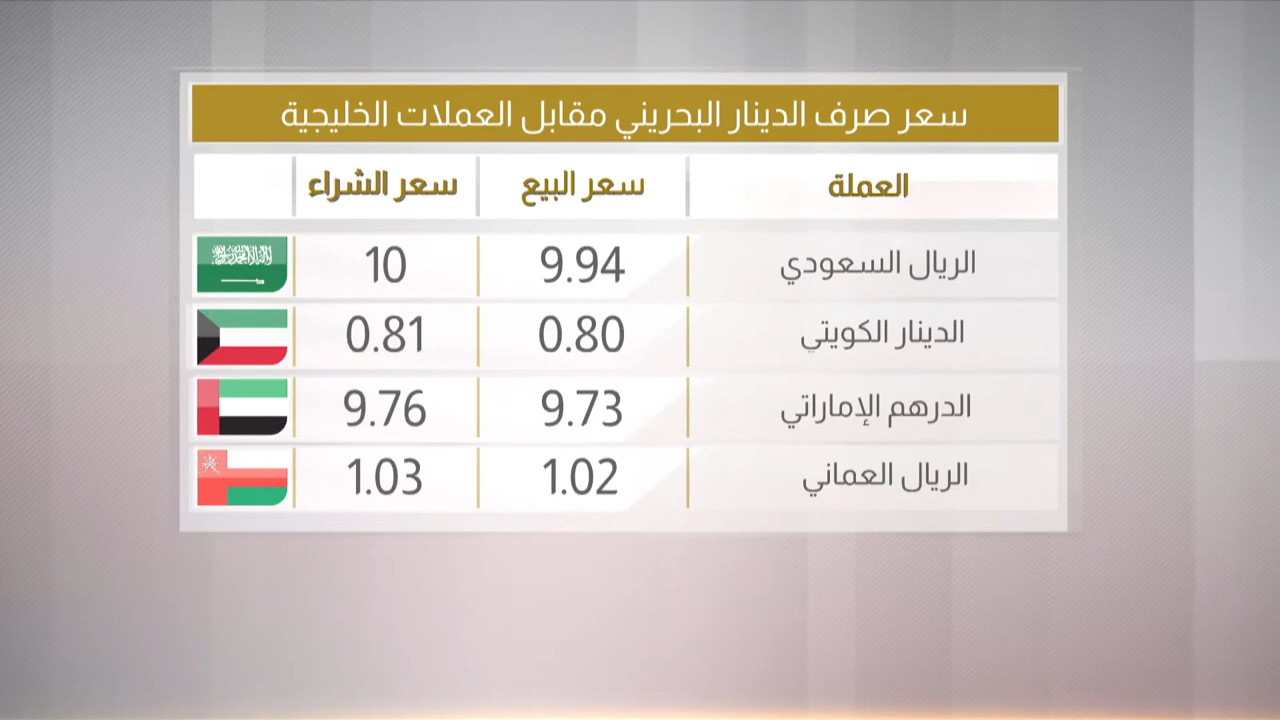 سعر صرف الدينار البحريني مقابل العملات الخليجية
العملة سعر البيع سعر الشراء
الريال السعودي 9.94 10
الدينار الكويتي 0.80 0.81
الدرهم الإماراتي 9.73 9.76
الريال العماني 1.02 1.03